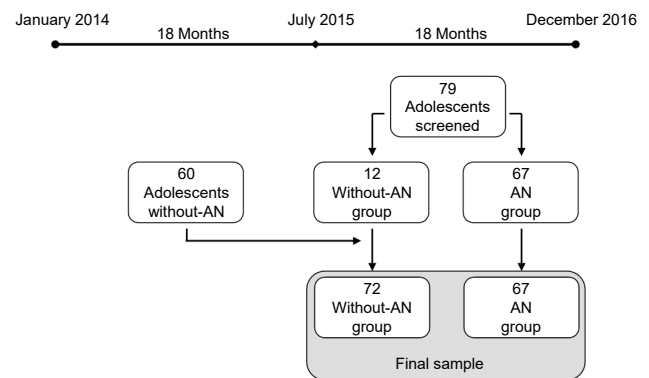 January 2014 July 2015 December 2016
18 Months 18 Months
79
Adolescents
screened
60
Adolescents
without-AN
12
Without-AN
group
67
AN
group
72
Without-AN
group
67
AN
group
Final sample